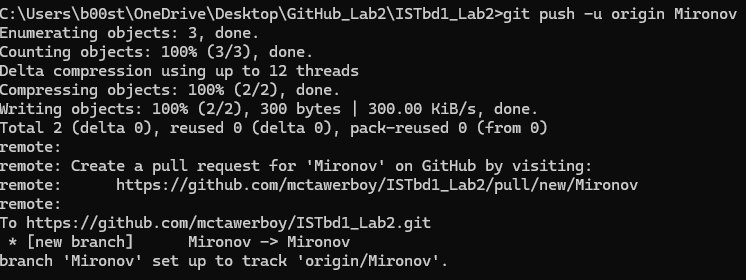 C:\Users\b00st\OneDrive\Desktop\GitHub_Lab2\ISTbd1_Lab2>git push -u origin Mironov
Enumerating objects: 3, done.
Counting objects: 100% (3/3), done.
Delta compression using up to 12 threads
Compressing objects: 100% (2/2), done.
Writing objects: 100% (2/2), 300 bytes | 300.00 KiB/s, done.
Total 2 (delta 0), reused 0 (delta 0), pack-reused 0 (from 0)
remote:
remote: Create a pull request for 'Mironov' on GitHub by visiting:
remote:      https://github.com/mctawerboy/ISTbd1_Lab2/pull/new/Mironov
remote:
To https://github.com/mctawerboy/ISTbd1_Lab2.git
 * [new branch]      Mironov -> Mironov
branch 'Mironov' set up to track 'origin/Mironov'.